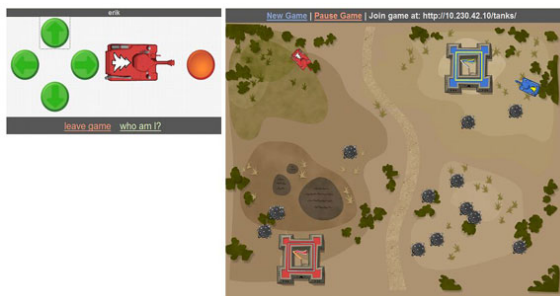 erik
leave game who am I?
New Game | Pause Game | Join game at: http://10.230.42.10/tanks/